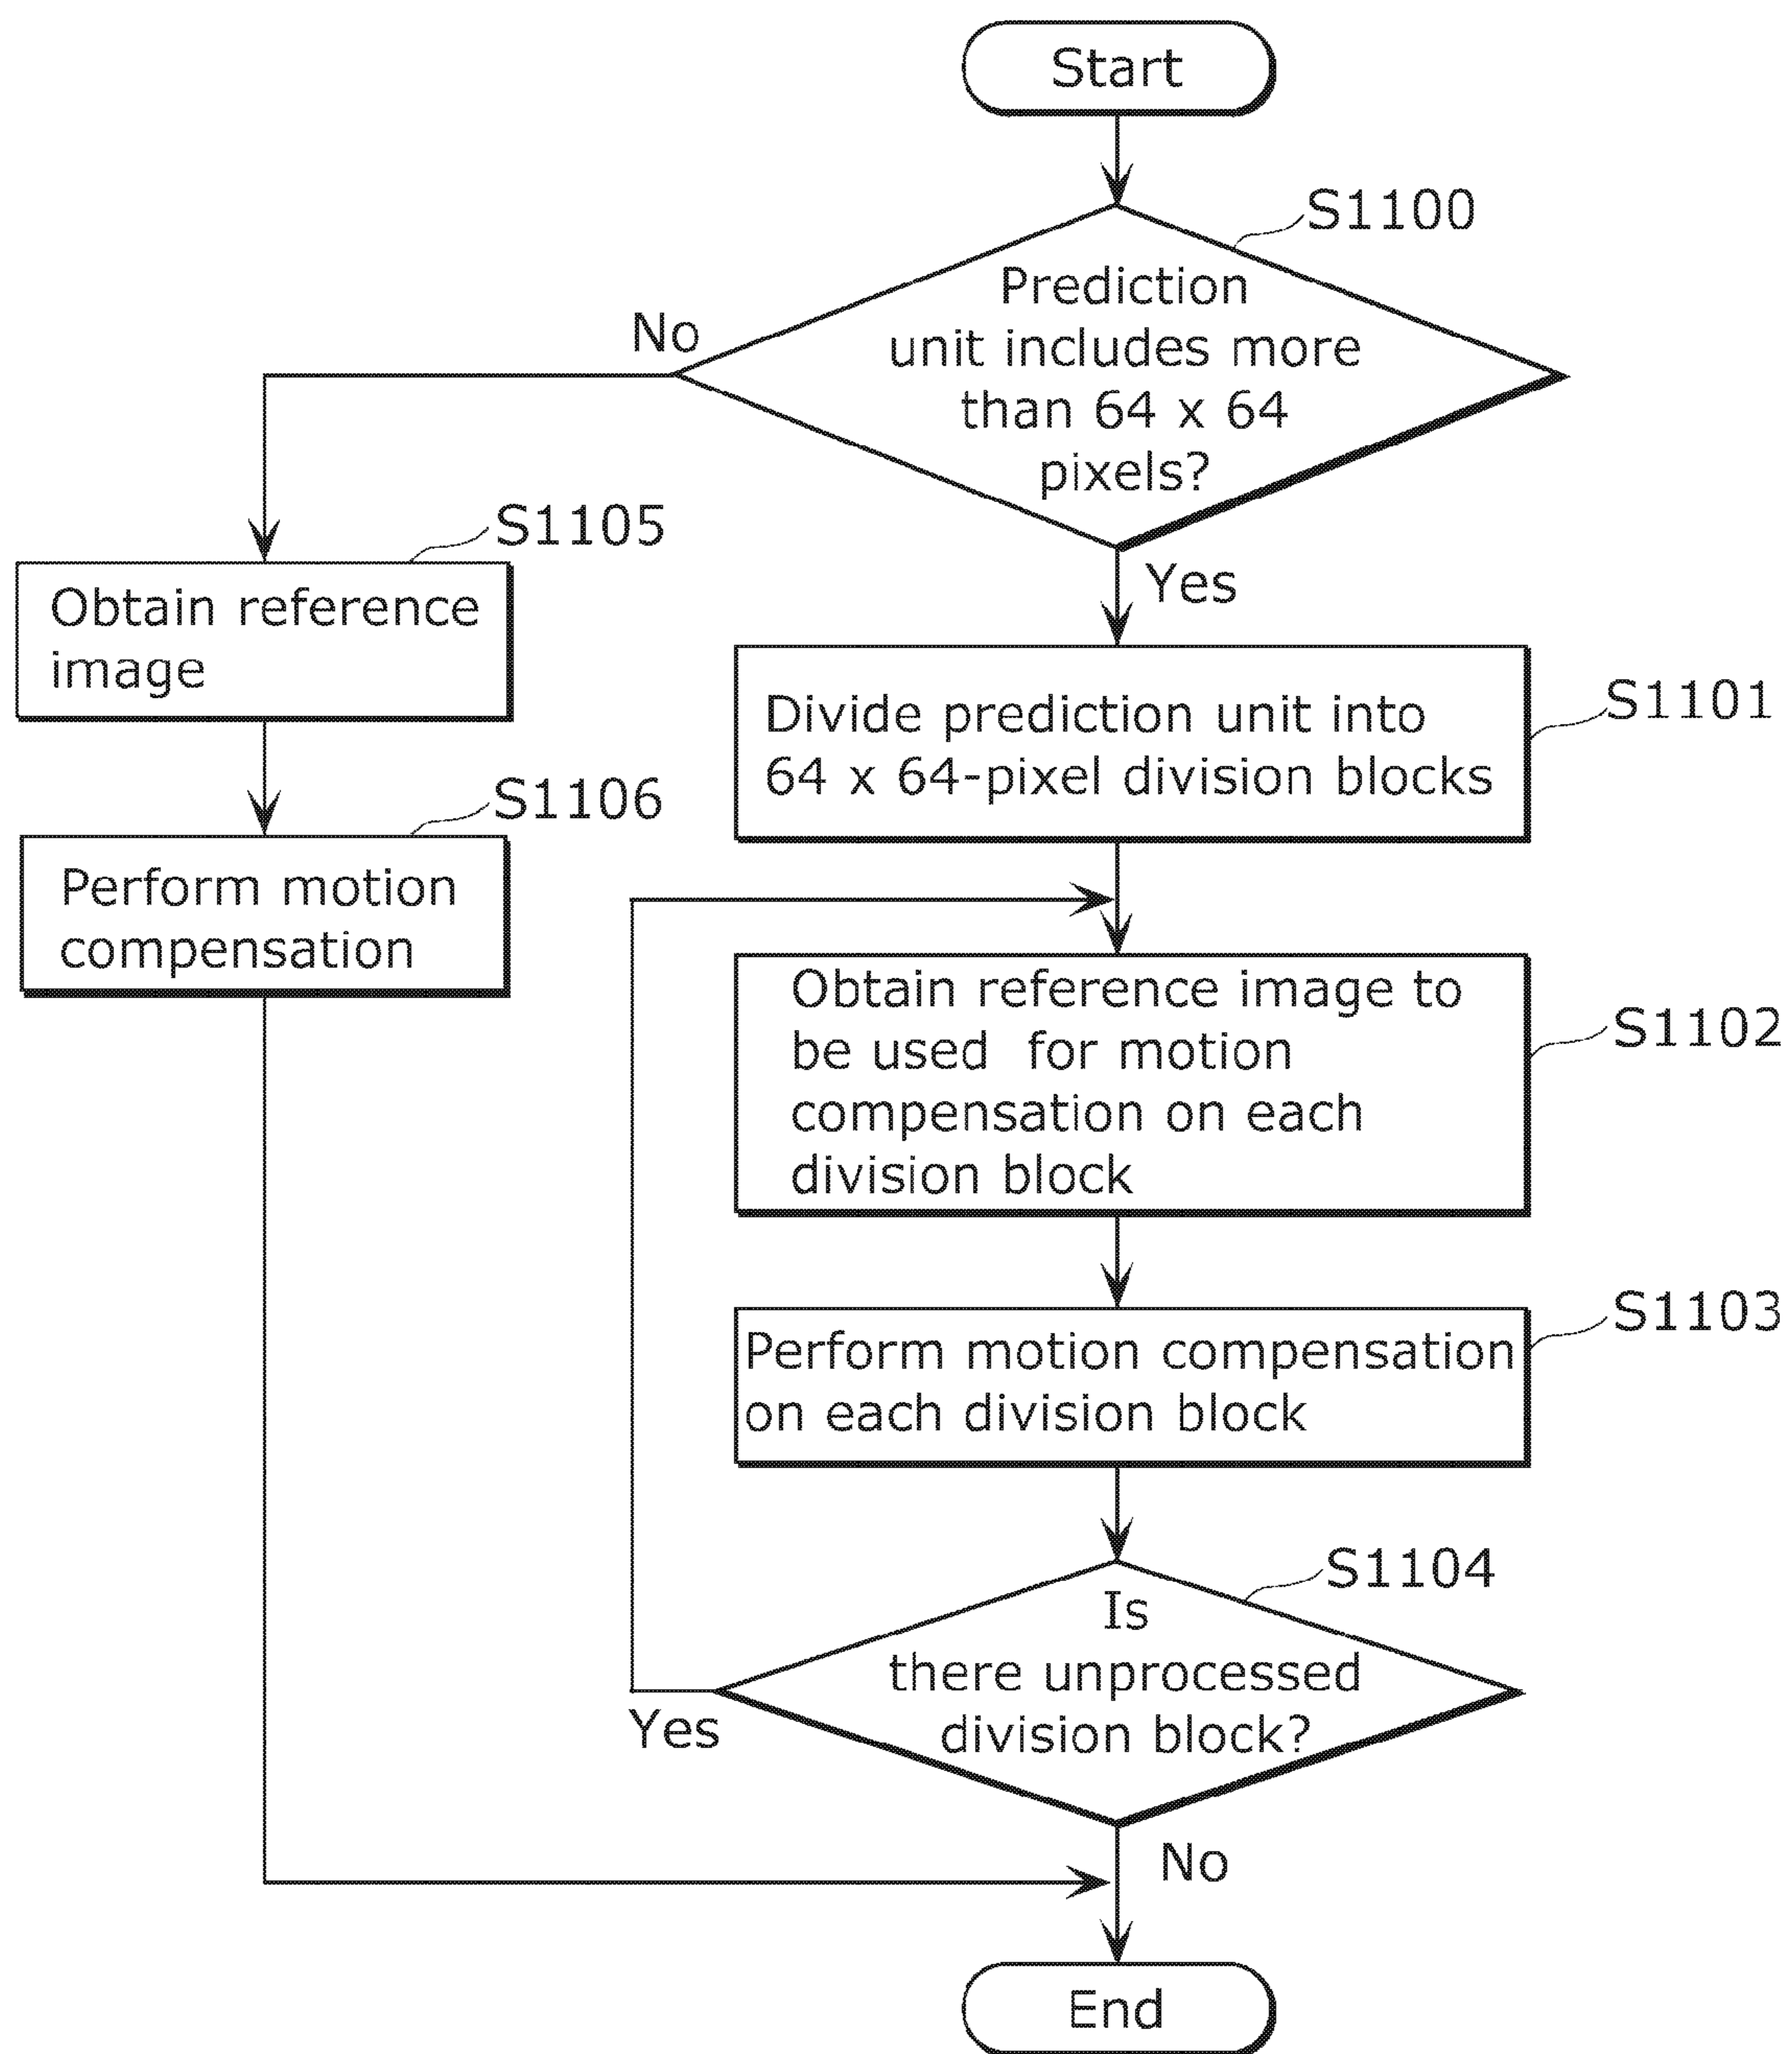 Start
S1100
Prediction
unit includes more
than 64 x 64
pixels?
No
Yes
S1105
Obtain reference
image
S1101
Divide prediction unit into
64 x 64-pixel division blocks
S1106
Perform motion
compensation
S1102
Obtain reference image to
be used for motion
compensation on each
division block
S1103
Perform motion compensation
on each division block
S1104
Is
there unprocessed
division block?
Yes
No
End